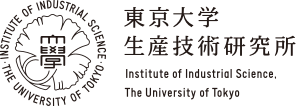 INSTITUTE OF INDUSTRIAL SCIENCE
THE UNIVERSITY OF TOKYO
大學
東京大学
生産技術研究所
Institute of Industrial Science,
The University of Tokyo